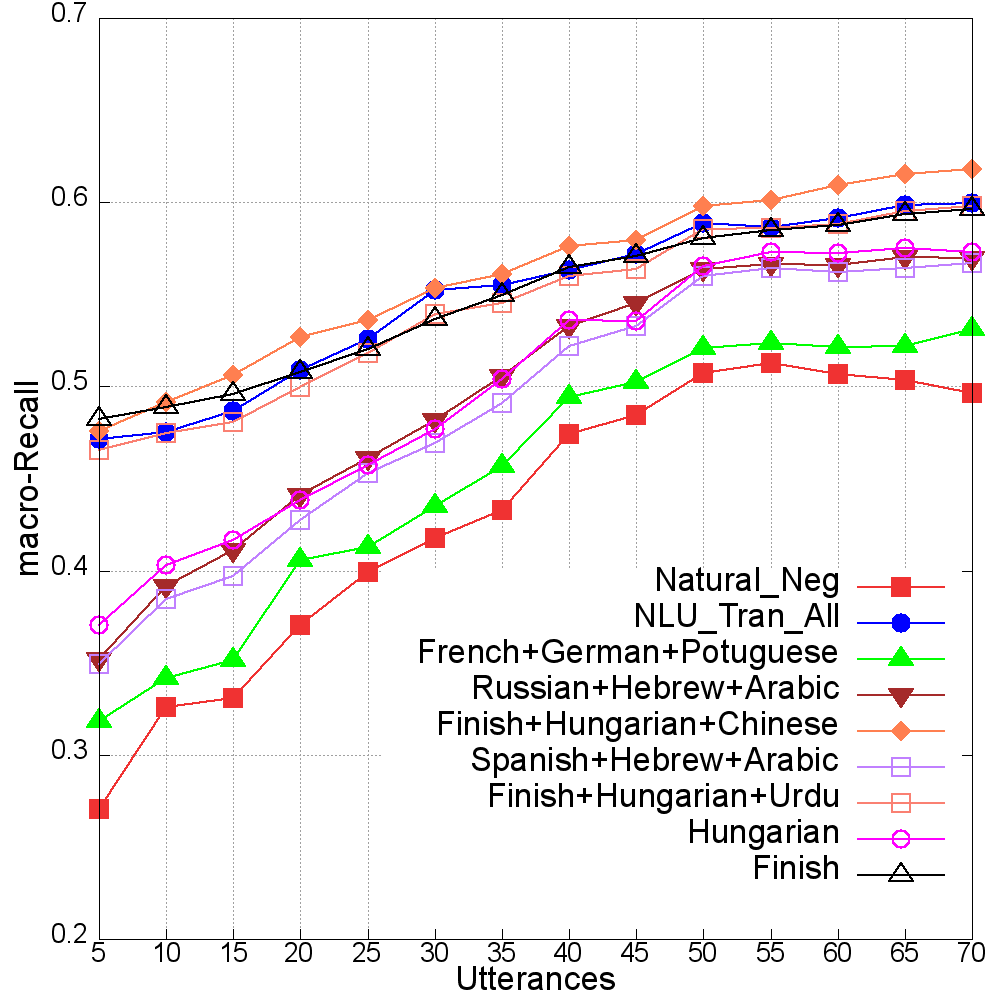 0.7
0.6
0.5
0.4
0.3
0.2
macro-Recall
Natural_Neg
NLU_Tran_All
French+German+Potuguese
Russian+Hebrew+Arabic
Finish+Hungarian+Chinese
Spanish+Hebrew+Arabic
Finish+Hungarian+Urdu
Hungarian
Finish
5 10 15 20 25 30 35 40 45 50 55 60 65 70
Utterances